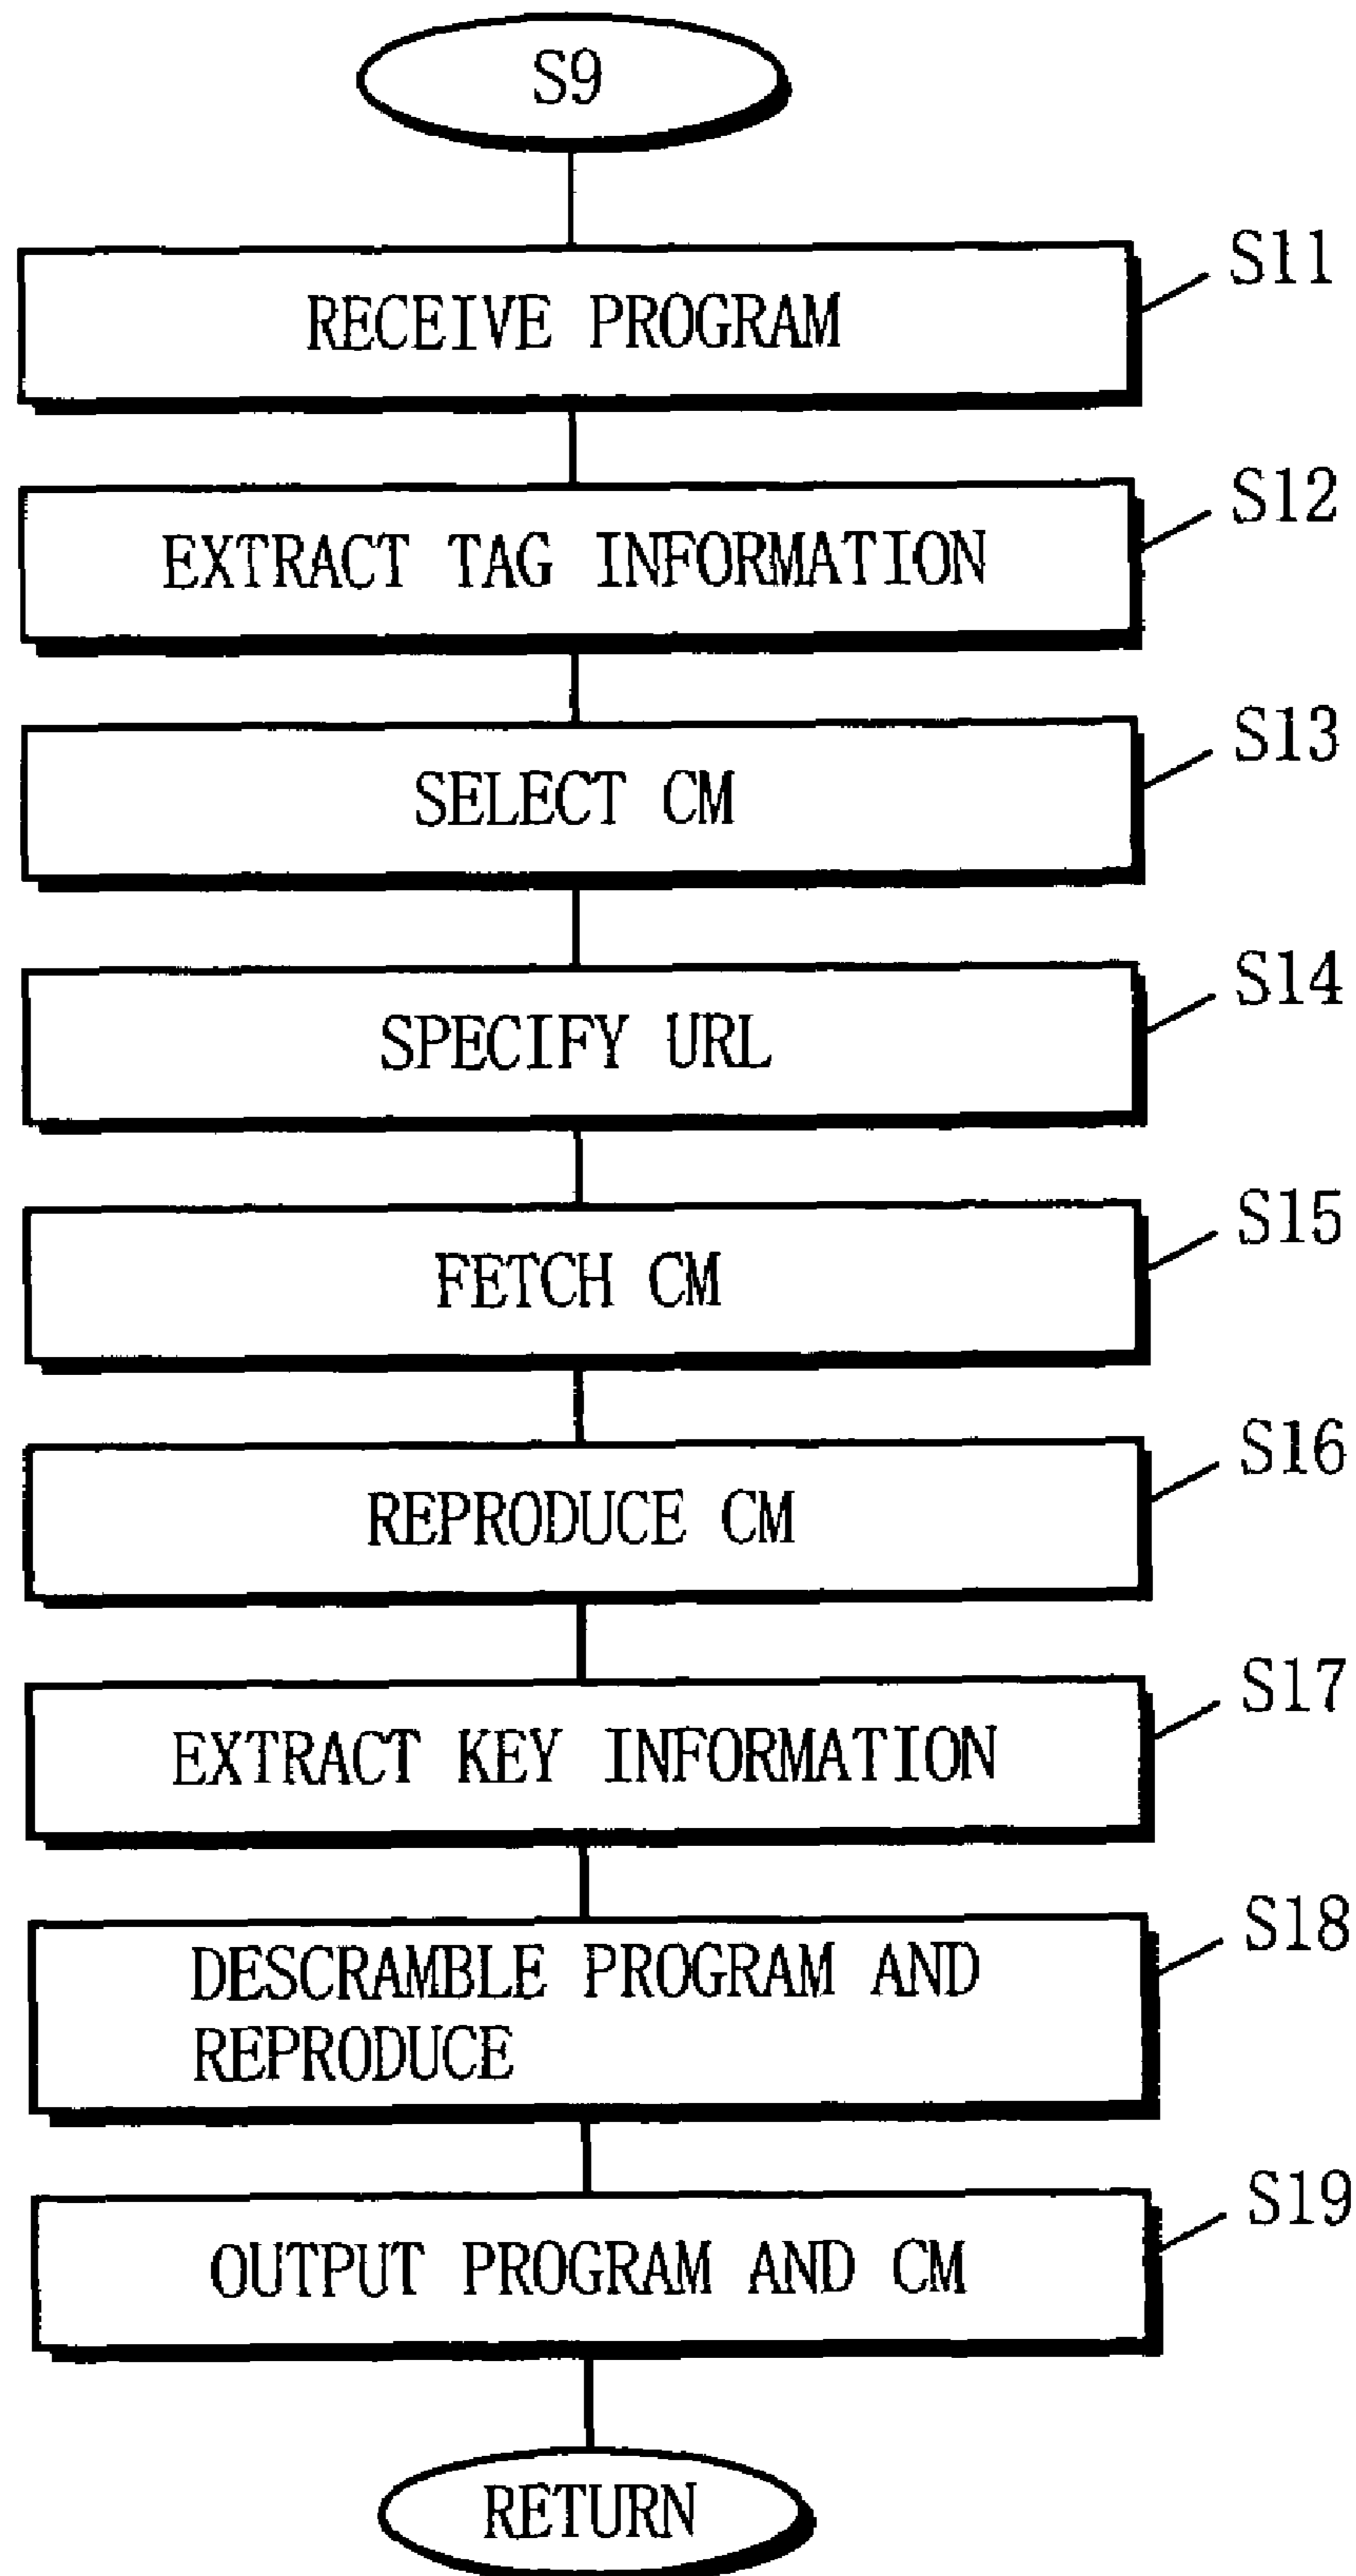 S9
RECEIVE PROGRAM
S11
EXTRACT TAG INFORMATION
S12
SELECT CM
S13
SPECIFY URL
S14
FETCH CM
S15
REPRODUCE CM
S16
EXTRACT KEY INFORMATION
S17
DESCRAMBLE PROGRAM AND
REPRODUCE
S18
OUTPUT PROGRAM AND CM
S19
RETURN